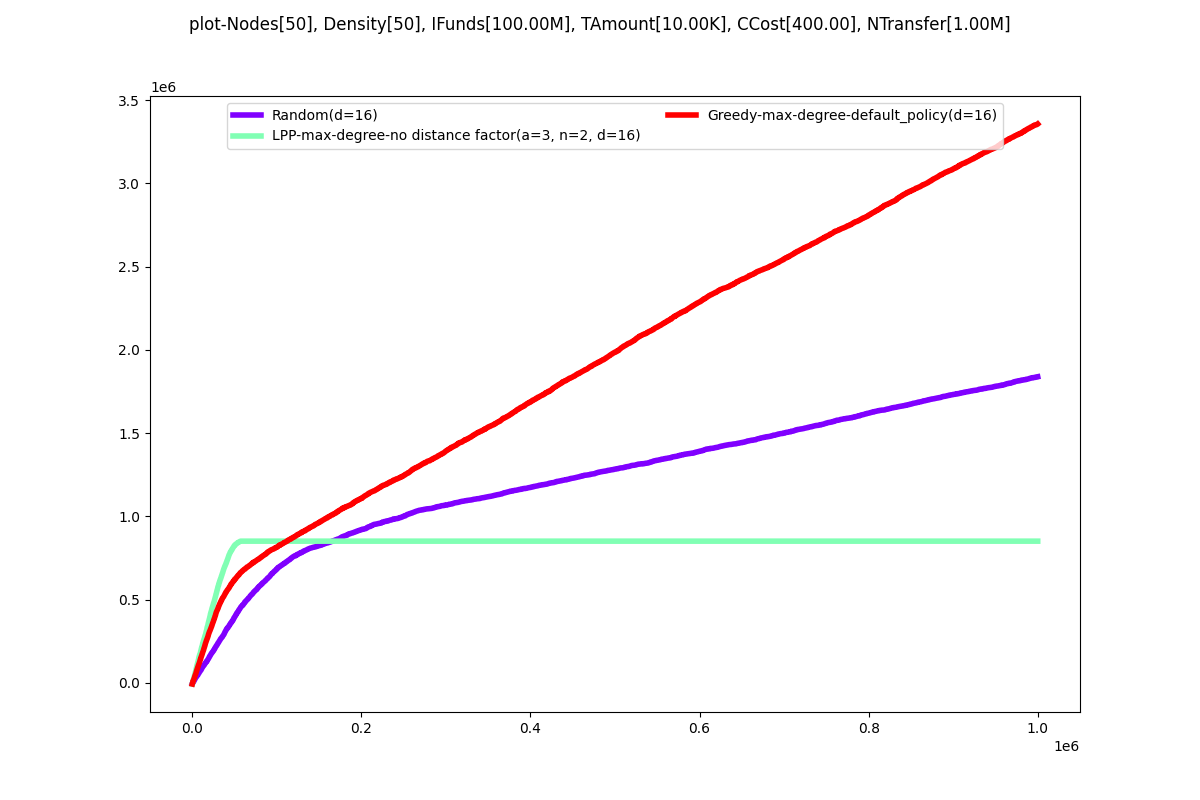 plot-Nodes[50], Density[50], IFunds[100.00M], TAmount[10.00K], CCost[400.00], NTransfer[1.00M]
1e6
3.5
3.0
2.5
2.0
1.5
1.0
0.5
0.0
Random(d=16)
LPP-max-degree-no distance factor(a=3, n=2, d=16)
Greedy-max-degree-default_policy(d=16)
0.0 0.2 0.4 0.6 0.8 1.0
1e6